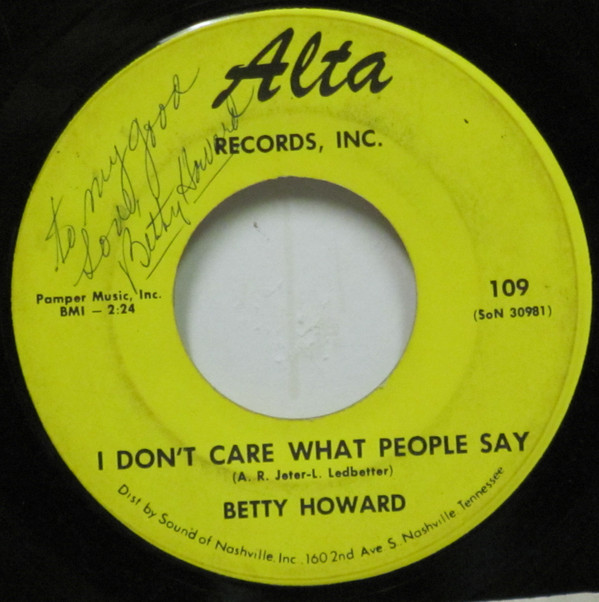 Alta
RECORDS, INC.
to my good
Betty Howard
Pamper Music, Inc.
BMI — 2:24
109
(SoN 30981)
I DON'T CARE WHAT PEOPLE SAY
(A. R. Jeter-L. Ledbetter)
BETTY HOWARD
Dist by Sound of Nashville, Inc. 160 2nd Ave S. Nashville, Tennessee